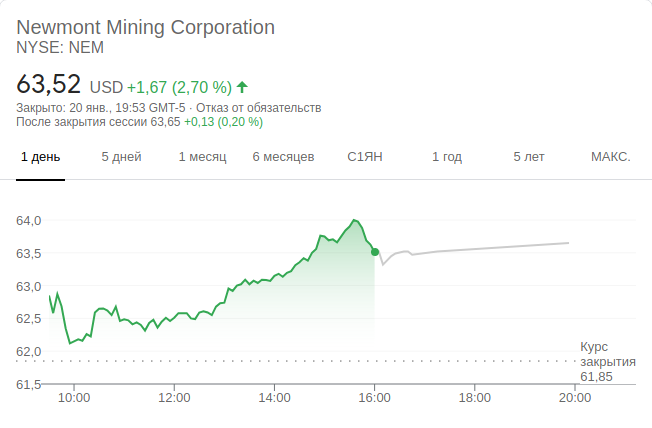 Newmont Mining Corporation
NYSE: NEM
63,52 USD +1,67 (2,70 %)
Закрыто: 20 янв., 19:53 GMT-5 · Отказ от обязательств
После закрытия сессии 63,65 +0,13 (0,20 %)
1 день 5 дней 1 месяц 6 месяцев С1ЯН 1 год 5 лет МАКС.
64,0
63,5
63,0
62,5
62,0
61,5
Курс
закрытия
61,85
10:00 12:00 14:00 16:00 18:00 20:00